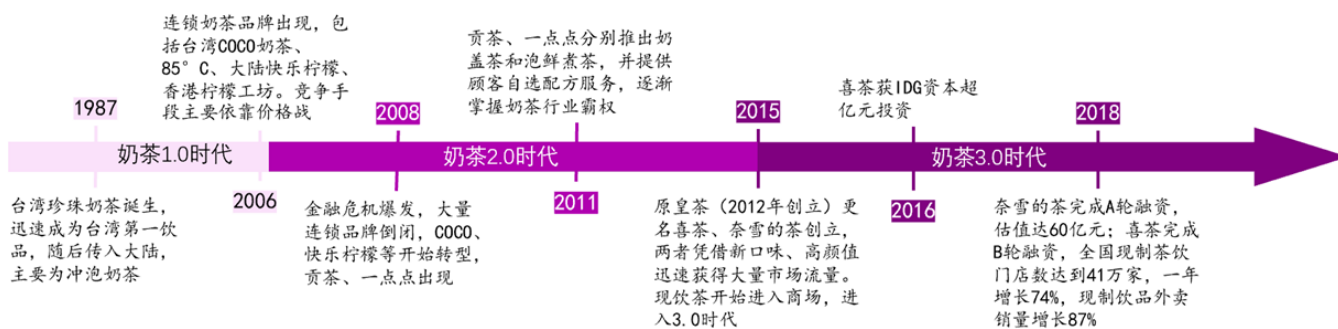 连锁奶茶品牌出现，包
括台湾COCO奶茶、
85°C、大陆快乐柠檬、
香港柠檬工坊。竞争手
段主要依靠价格战
贡茶、一点点分别推出奶
盖茶和泡鲜煮茶，并提供
顾客自选配方服务，逐渐
掌握奶茶行业霸权
喜茶获IDG资本超
亿元投资
1987
2008
2015
2018
奶茶1.0时代
奶茶2.0时代
奶茶3.0时代
2006
2011
2016
台湾珍珠奶茶诞生，
迅速成为台湾第一饮
品，随后传入大陆，
主要为冲泡奶茶
金融危机爆发，大量
连锁品牌倒闭，COCO、
快乐柠檬等开始转型，
贡茶、一点点出现
原皇茶（2012年创立）更
名喜茶、奈雪的茶创立，
两者凭借新口味、高颜值
迅速获得大量市场流量。
现饮茶开始进入商场，进
入3.0时代
奈雪的茶完成A轮融资，
估值达60亿元；喜茶完成
B轮融资，全国现制茶饮
门店数达到41万家，一年
增长74%，现制饮品外卖
销量增长87%